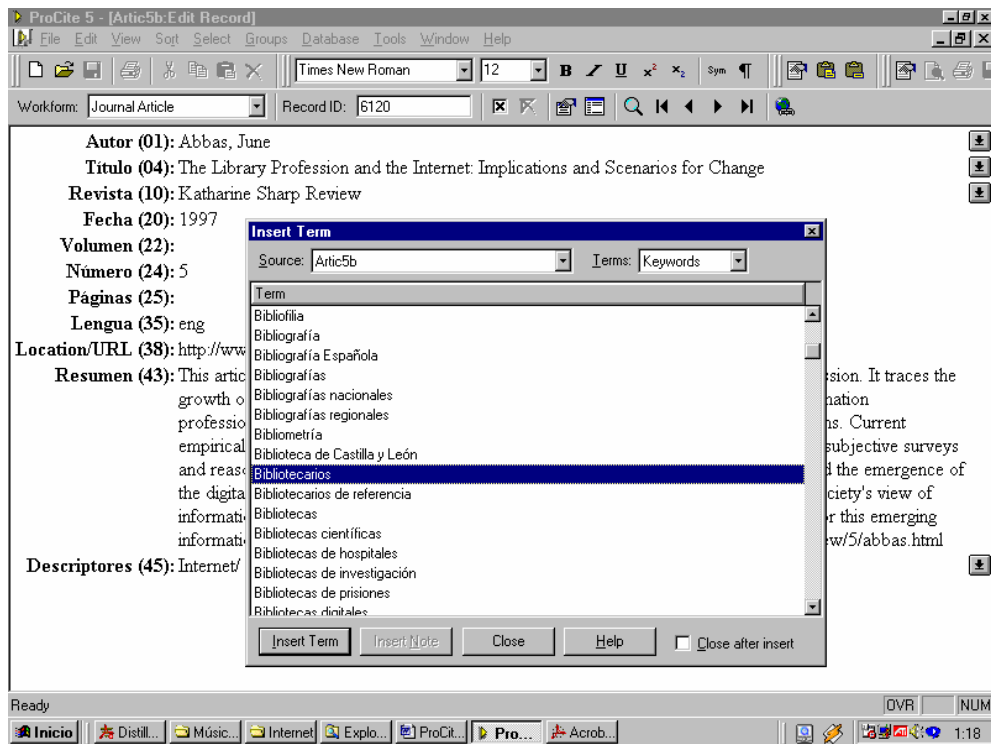 ProCite 5 - [Artic5b:Edit Record]
File Edit View Sort Select Groups Database Tools Window Help
Times New Roman 12 B I U x² x₂ Sym ¶
Workform: Journal Article Record ID: 6120
Autor (01): Abbas, June
Título (04): The Library Profession and the Internet: Implications and Scenarios for Change
Revista (10): Katharine Sharp Review
Fecha (20): 1997
Volumen (22):
Número (24): 5
Páginas (25):
Lengua (35): eng
Location/URL (38): http://ww
Resumen (43): This artic sion. It traces the
growth o nation
professio ns. Current
empirical subjective surveys
and reaso d the emergence of
the digita ciety's view of
informati r this emerging
informati ew/5/abbas.html
Descriptores (45): Internet/
Insert Term
Source: Artic5b Terms: Keywords
Term
Bibliofilia
Bibliografía
Bibliografía Española
Bibliografías
Bibliografías nacionales
Bibliografías regionales
Bibliometría
Biblioteca de Castilla y León
Bibliotecarios
Bibliotecarios de referencia
Bibliotecas
Bibliotecas científicas
Bibliotecas de hospitales
Bibliotecas de investigación
Bibliotecas de prisiones
Bibliotecas digitales
Insert Term Insert Note Close Help Close after insert
Ready OVR NUM
Inicio Distill... Músic... Internet Explo... ProCit... Pro... Acrob... 1:18